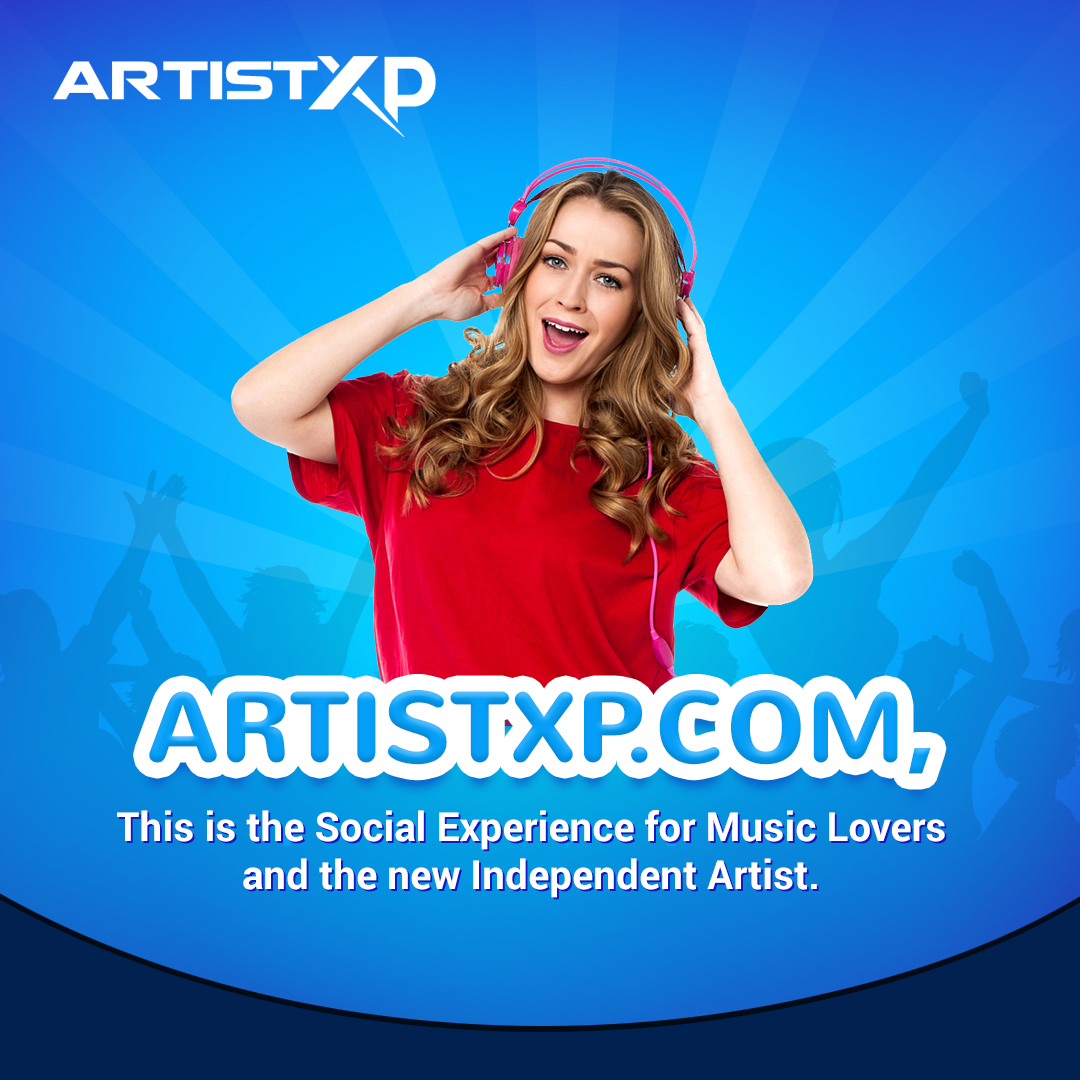 ARTISTXP
ARTISTXP.COM,
This is the Social Experience for Music Lovers
and the new Independent Artist.